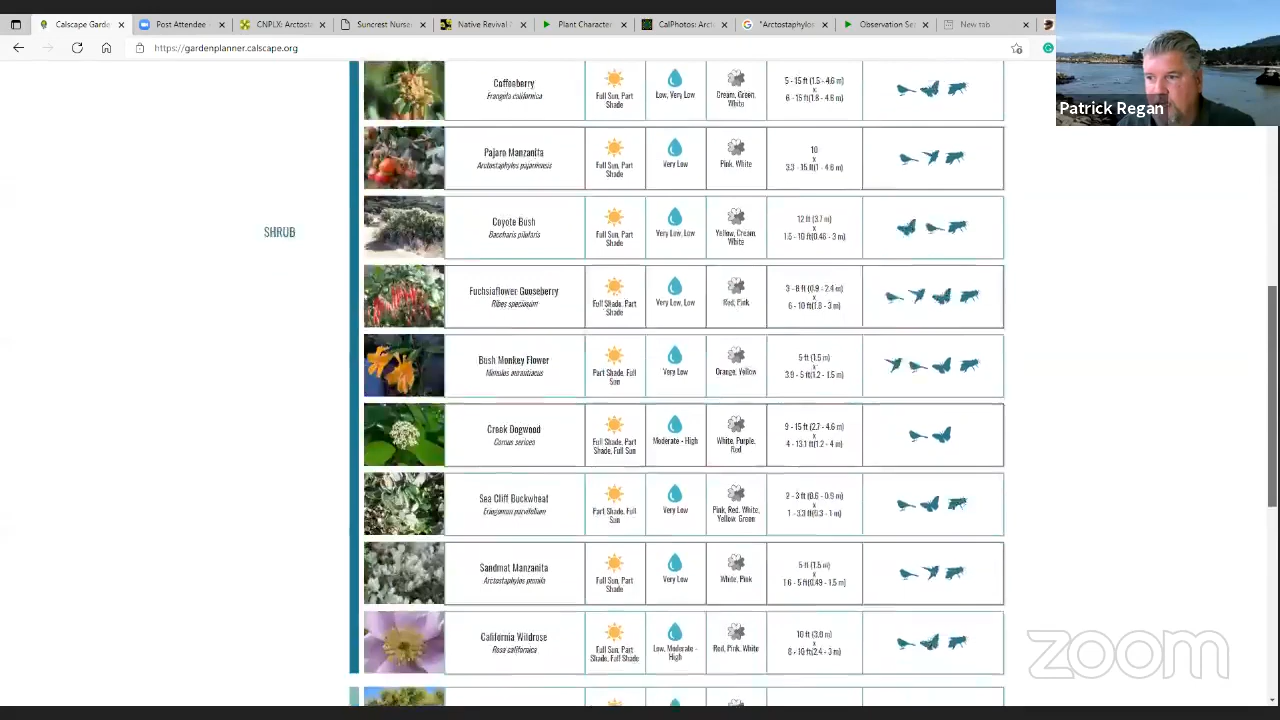 Calscape Garde
Post Attendee
CNPLX: Arctost
Suncrest Nurse
Native Revival
Plant Character
CalPhotos: Arct
"Arctostaphylos
Observation Se
New tab
https://gardenplanner.calscape.org
Patrick Regan
SHRUB
Coffeeberry
Frangula californica
Full Sun, Part
Shade
Low, Very Low
Cream, Green,
White
5 - 15 ft (1.5 - 4.6 m)
x
6 - 15 ft(1.8 - 4.6 m)
Pajaro Manzanita
Arctostaphylos pajaroensis
Full Sun, Part
Shade
Very Low
Pink, White
10
x
3.3 - 15 ft(1 - 4.6 m)
Coyote Bush
Baccharis pilularis
Full Sun, Part
Shade
Very Low, Low
Yellow, Cream,
White
12 ft (3.7 m)
x
1.5 - 10 ft(0.46 - 3 m)
Fuchsiaflower Gooseberry
Ribes speciosum
Full Shade, Part
Shade
Very Low, Low
Red, Pink
3 - 8 ft (0.9 - 2.4 m)
x
6 - 10 ft(1.8 - 3 m)
Bush Monkey Flower
Mimulus aurantiacus
Part Shade, Full
Sun
Very Low
Orange, Yellow
5 ft (1.5 m)
x
3.9 - 5 ft(1.2 - 1.5 m)
Creek Dogwood
Cornus sericea
Full Shade, Part
Shade, Full Sun
Moderate - High
White, Purple,
Red
9 - 15 ft (2.7 - 4.6 m)
x
4 - 13.1 ft(1.2 - 4 m)
Sea Cliff Buckwheat
Eriogonum parvifolium
Part Shade, Full
Sun
Very Low
Pink, Red, White,
Yellow, Green
2 - 3 ft (0.6 - 0.9 m)
x
1 - 3.3 ft(0.3 - 1 m)
Sandmat Manzanita
Arctostaphylos pumila
Full Sun, Part
Shade
Very Low
White, Pink
5 ft (1.5 m)
x
1.6 - 5 ft(0.49 - 1.5 m)
California Wildrose
Rosa californica
Full Sun, Part
Shade, Full Shade
Low, Moderate -
High
Red, Pink, White
10 ft (3.0 m)
x
8 - 10 ft(2.4 - 3 m)
zoom